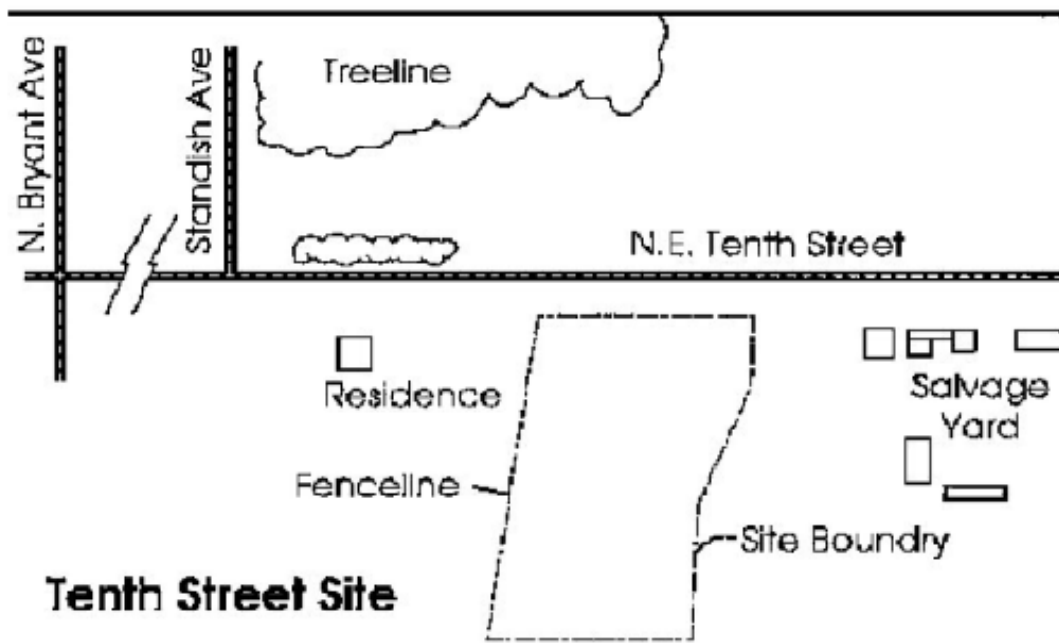 N. Bryant Ave
Standish Ave
Treeline
N.E. Tenth Street
Residence
Salvage
Yard
Fenceline
Site Boundry
Tenth Street Site